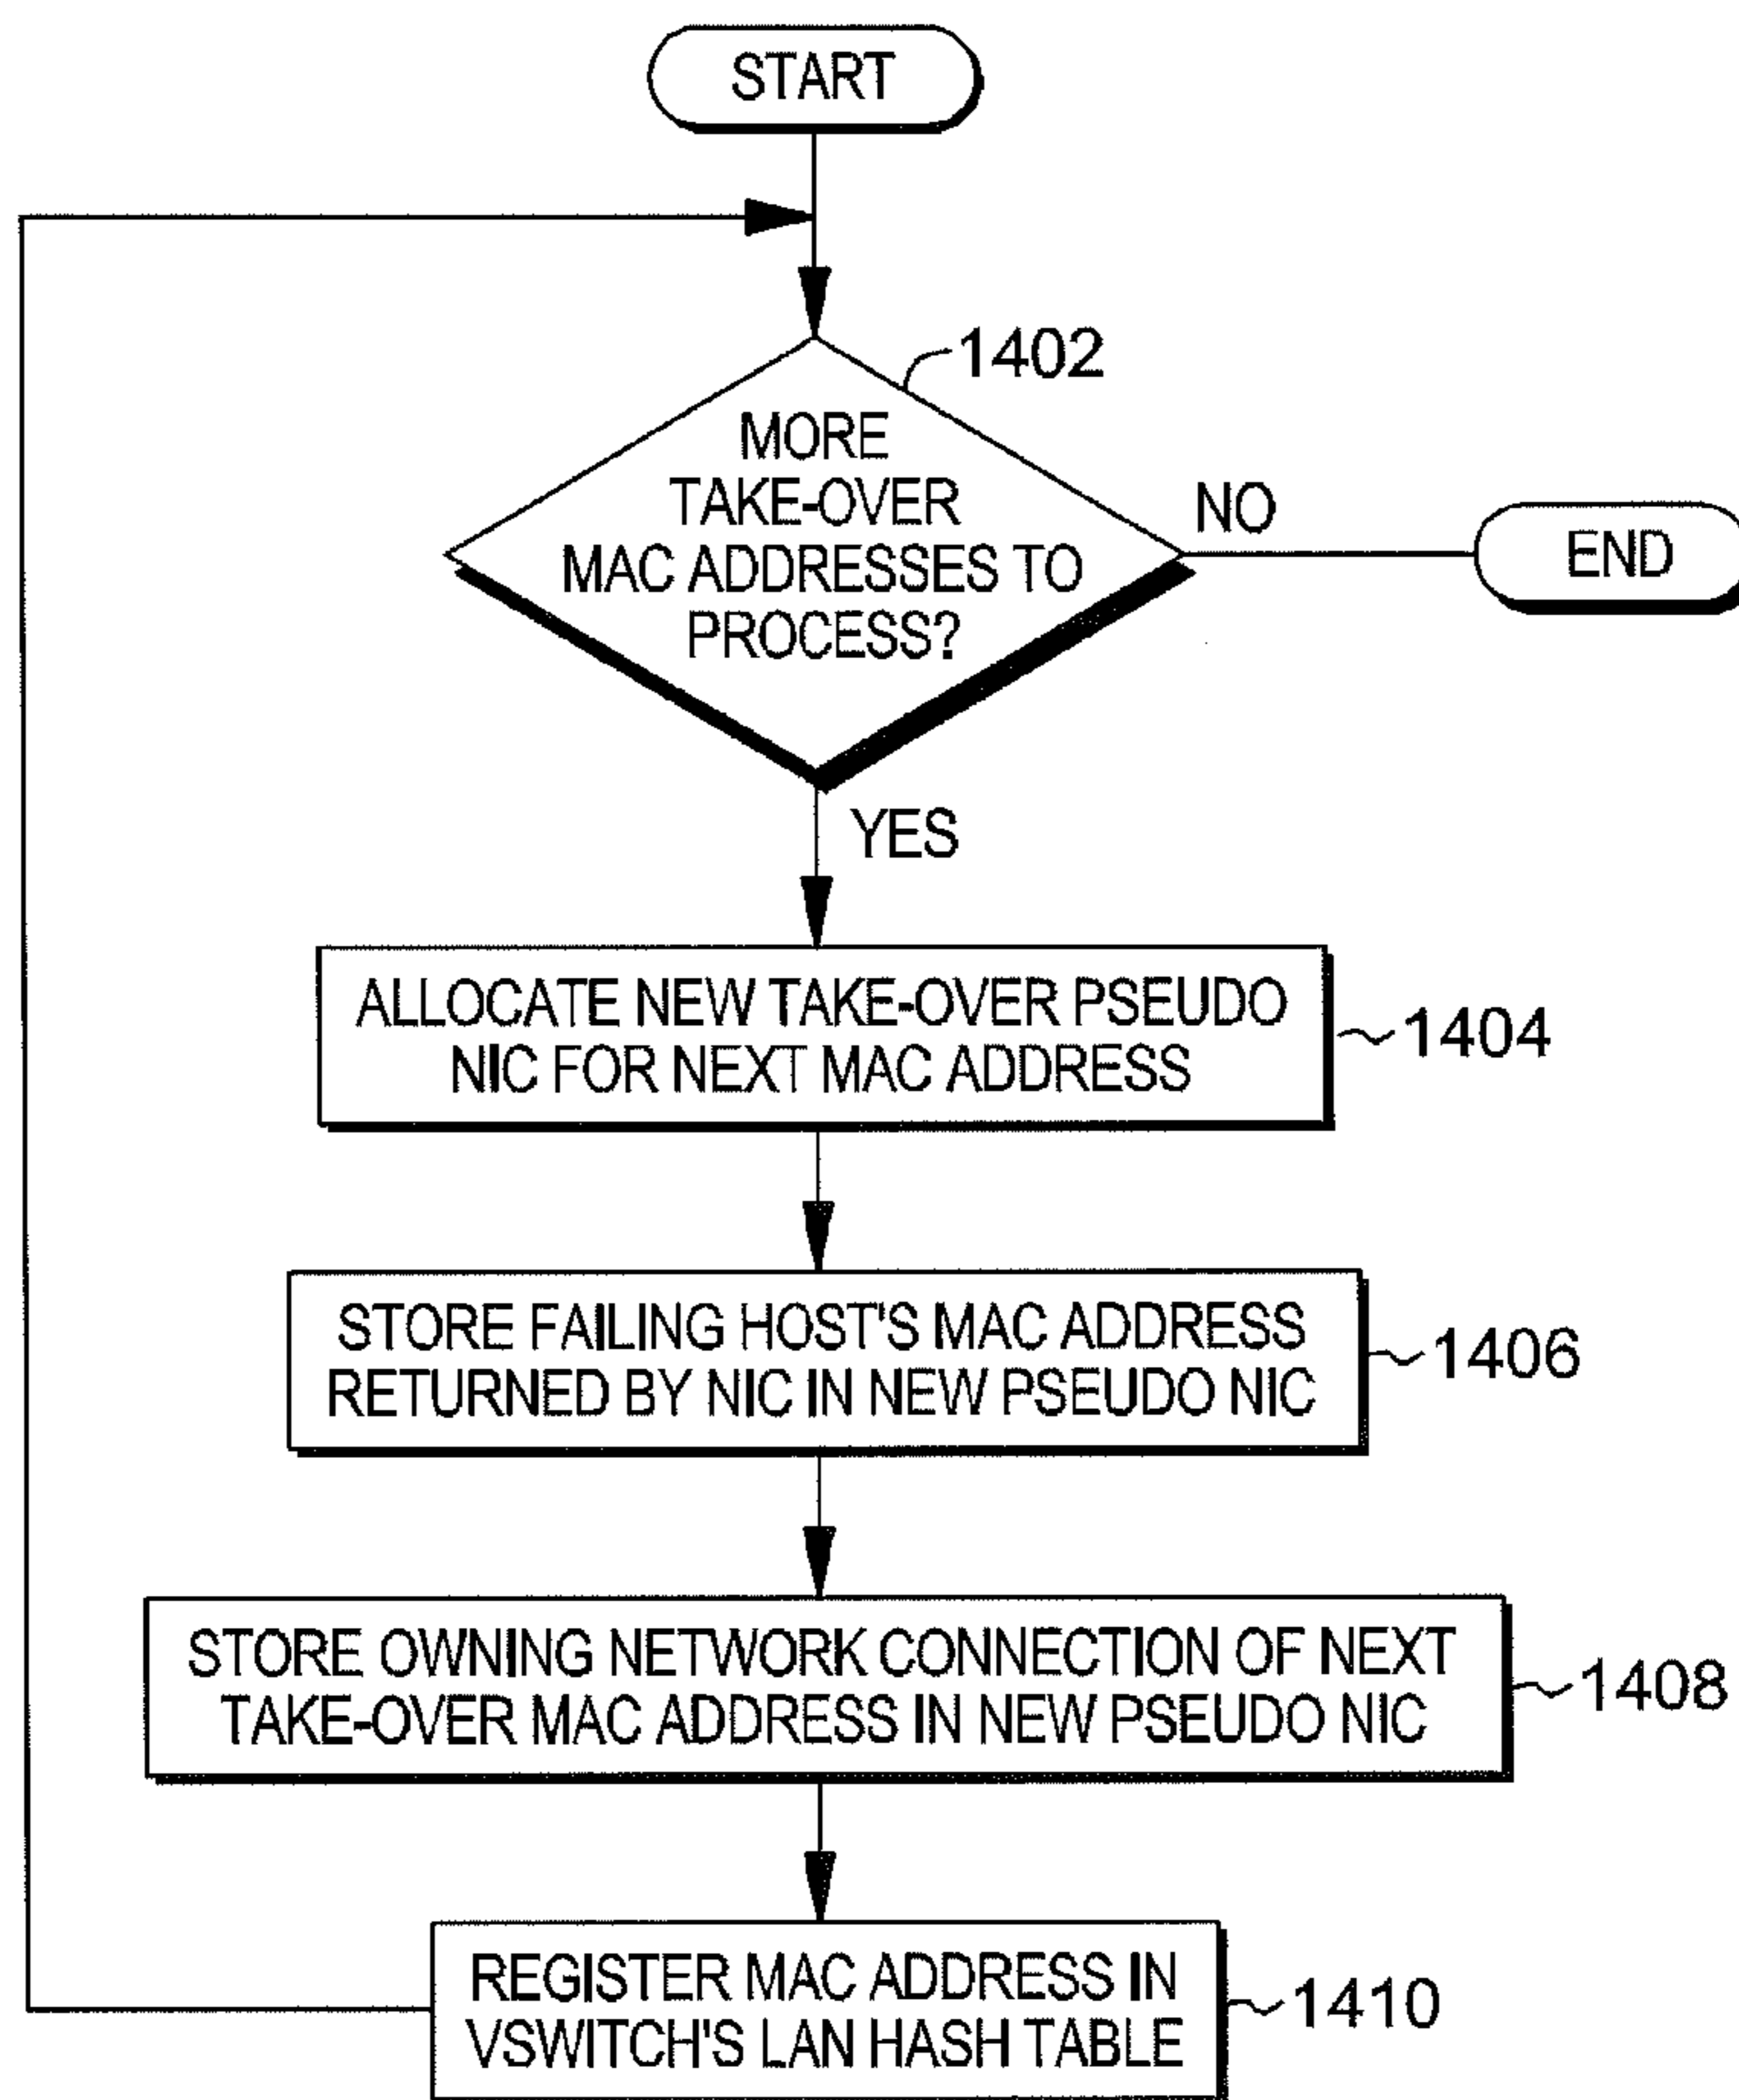 START
1402
MORE
TAKE-OVER
MAC ADDRESSES TO
PROCESS?
NO
END
YES
ALLOCATE NEW TAKE-OVER PSEUDO
NIC FOR NEXT MAC ADDRESS
1404
STORE FAILING HOST'S MAC ADDRESS
RETURNED BY NIC IN NEW PSEUDO NIC
1406
STORE OWNING NETWORK CONNECTION OF NEXT
TAKE-OVER MAC ADDRESS IN NEW PSEUDO NIC
1408
REGISTER MAC ADDRESS IN
VSWITCH'S LAN HASH TABLE
1410